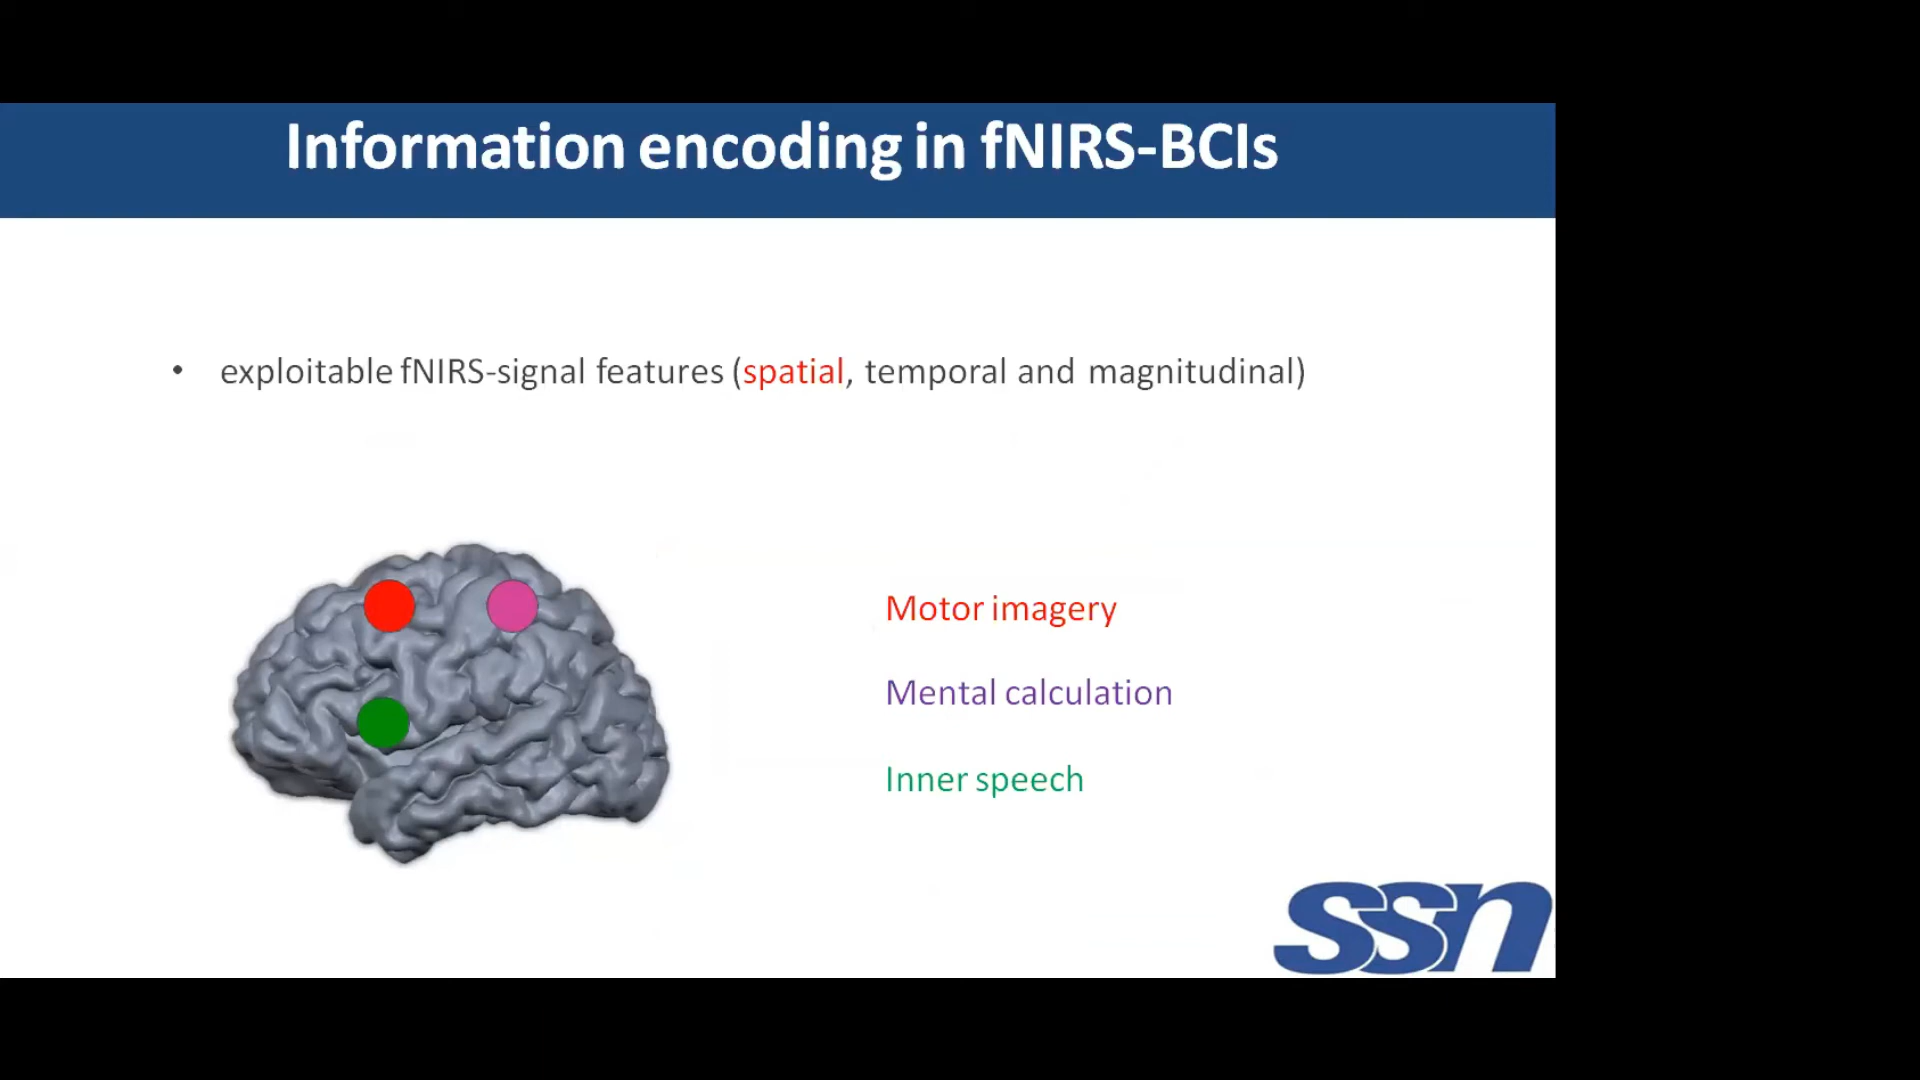 Information encoding in fNIRS-BCIs
• exploitable fNIRS-signal features (spatial, temporal and magnitudinal)
Motor imagery
Mental calculation
Inner speech
ssn